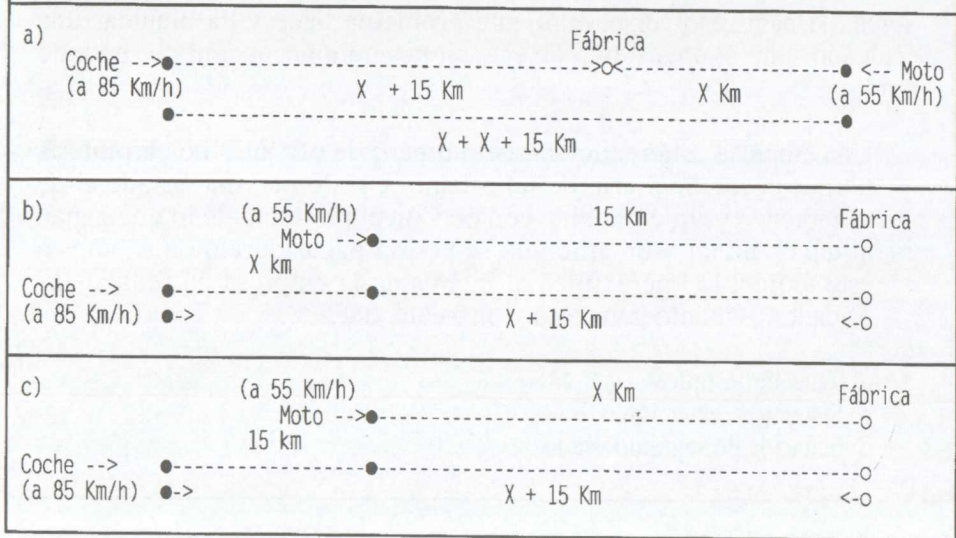 a)
Fábrica
Coche --> ---------- >o< ---------- <-- Moto
(a 85 Km/h) X + 15 Km X Km (a 55 Km/h)
X + X + 15 Km
b)
(a 55 Km/h) 15 Km Fábrica
Moto -->
X km
Coche -->
(a 85 Km/h) X + 15 Km
c)
(a 55 Km/h) X Km Fábrica
Moto -->
15 km
Coche -->
(a 85 Km/h) X + 15 Km